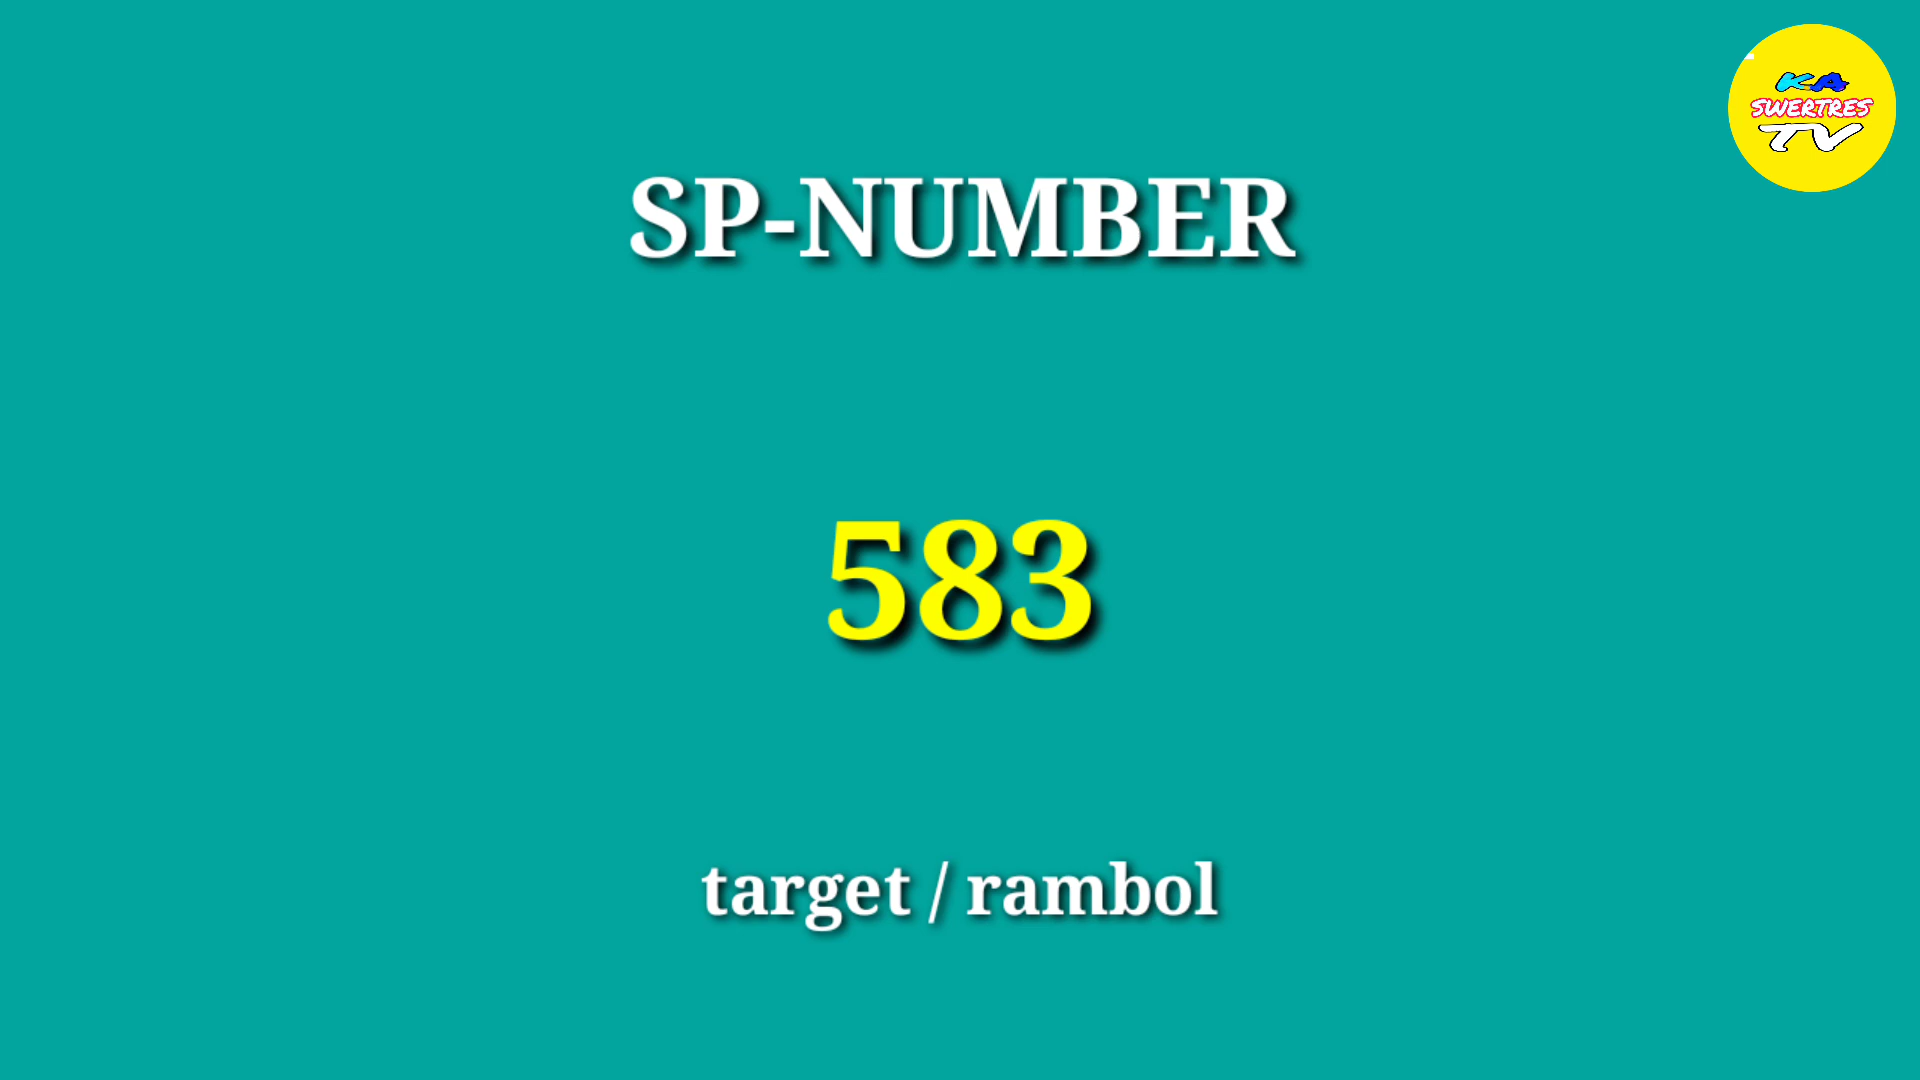 KA
SWERTRES
TV
SP-NUMBER
583
target / rambol